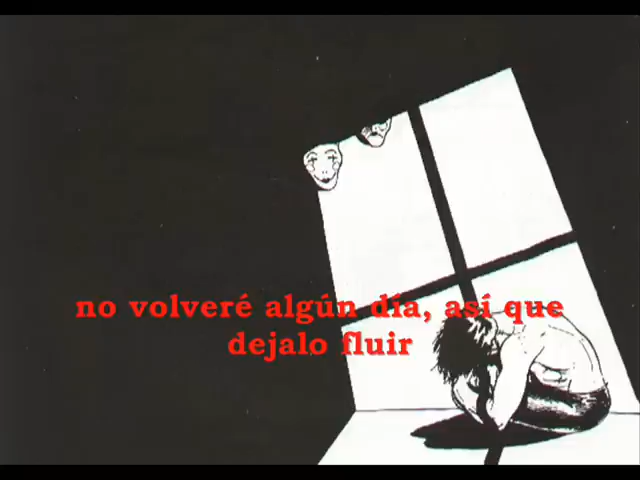 no volveré algún día, así que
dejalo fluir